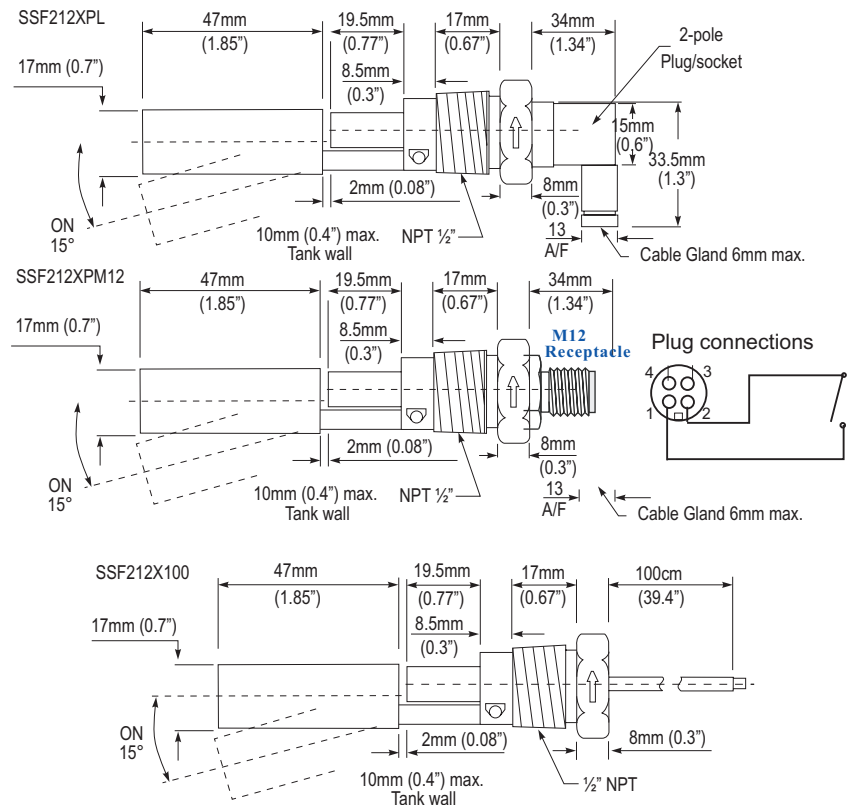 SSF212XPL
47mm
(1.85")
19.5mm
(0.77")
17mm
(0.67")
34mm
(1.34")
2-pole
Plug/socket
17mm (0.7")
8.5mm
(0.3")
15mm
(0.6")
33.5mm
(1.3")
ON
15°
2mm (0.08")
8mm
(0.3")
10mm (0.4") max.
Tank wall
NPT ½"
13
A/F
Cable Gland 6mm max.
SSF212XPM12
47mm
(1.85")
19.5mm
(0.77")
17mm
(0.67")
34mm
(1.34")
17mm (0.7")
8.5mm
(0.3")
M12
Receptacle
Plug connections
4 3
1 2
ON
15°
2mm (0.08")
8mm
(0.3")
10mm (0.4") max.
Tank wall
NPT ½"
13
A/F
Cable Gland 6mm max.
SSF212X100
47mm
(1.85")
19.5mm
(0.77")
17mm
(0.67")
100cm
(39.4")
17mm (0.7")
8.5mm
(0.3")
ON
15°
2mm (0.08")
8mm (0.3")
10mm (0.4") max.
Tank wall
½" NPT